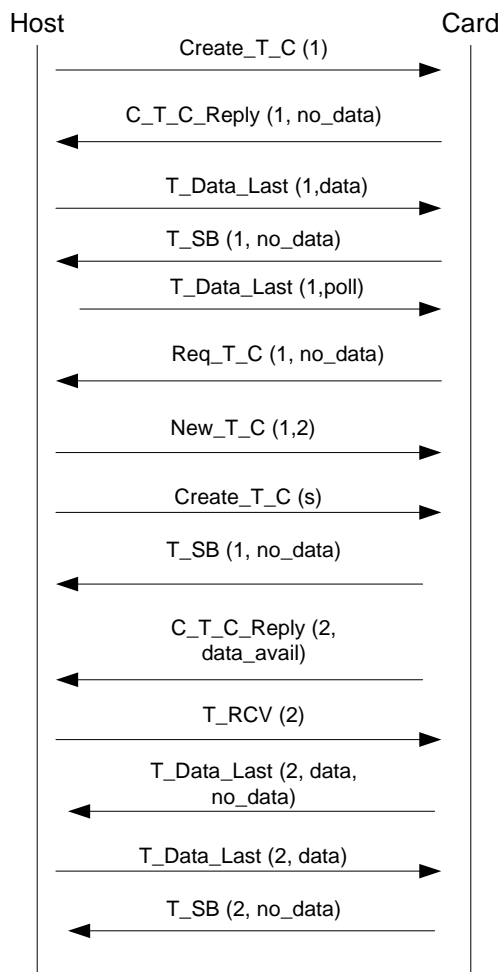 Host
Card
Create_T_C (1)
C_T_C_Reply (1, no_data)
T_Data_Last (1,data)
T_SB (1, no_data)
T_Data_Last (1,poll)
Req_T_C (1, no_data)
New_T_C (1,2)
Create_T_C (s)
T_SB (1, no_data)
C_T_C_Reply (2,
data_avail)
T_RCV (2)
T_Data_Last (2, data,
no_data)
T_Data_Last (2, data)
T_SB (2, no_data)